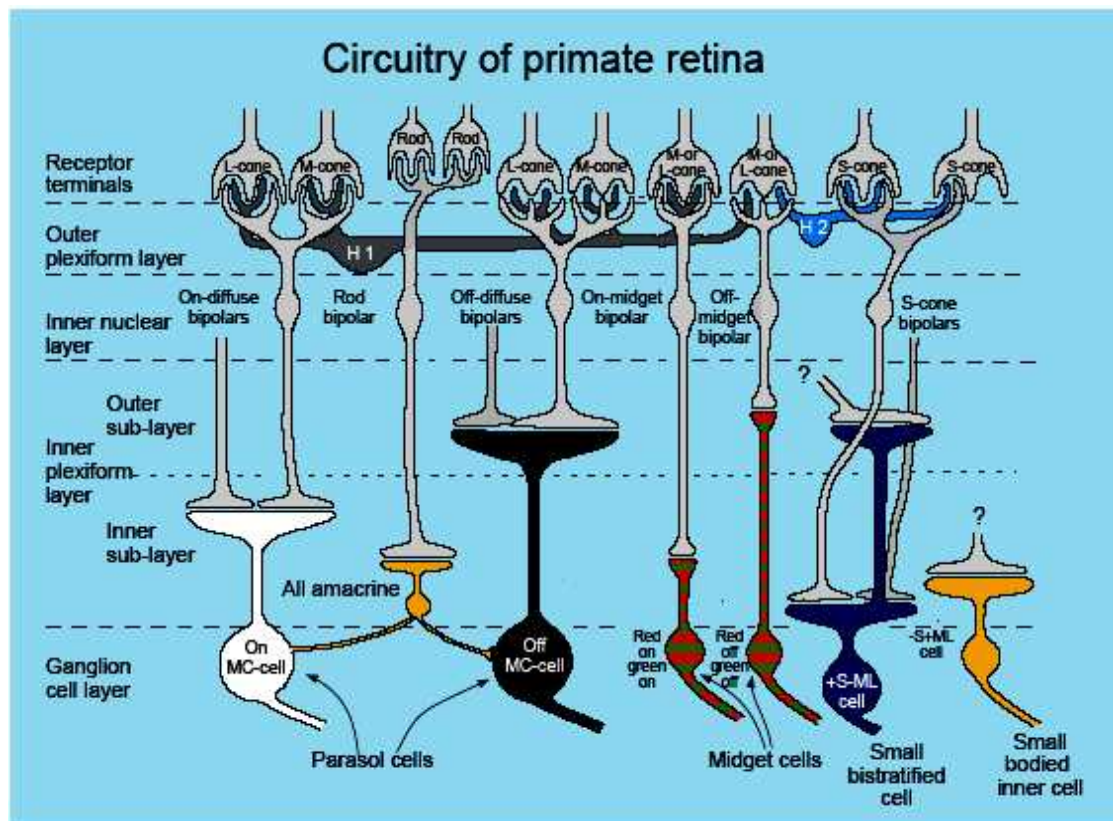 Circuitry of primate retina
Receptor
terminals
L-cone
M-cone
Rod
Rod
L-cone
M-cone
M-or
L-cone
M-or
L-cone
S-cone
S-cone
Outer
plexiform layer
H 1
H 2
Inner nuclear
layer
On-diffuse
bipolars
Rod
bipolar
Off-diffuse
bipolars
On-midget
bipolar
Off-
midget
bipolar
S-cone
bipolars
?
Outer
sub-layer
Inner
plexiform
layer
Inner
sub-layer
?
All amacrine
Ganglion
cell layer
On
MC-cell
Off
MC-cell
Red
on
green
on
Red
off
green
off
+S-ML
cell
-S+ML
cell
Parasol cells
Midget cells
Small
bistratified
cell
Small
bodied
inner cell